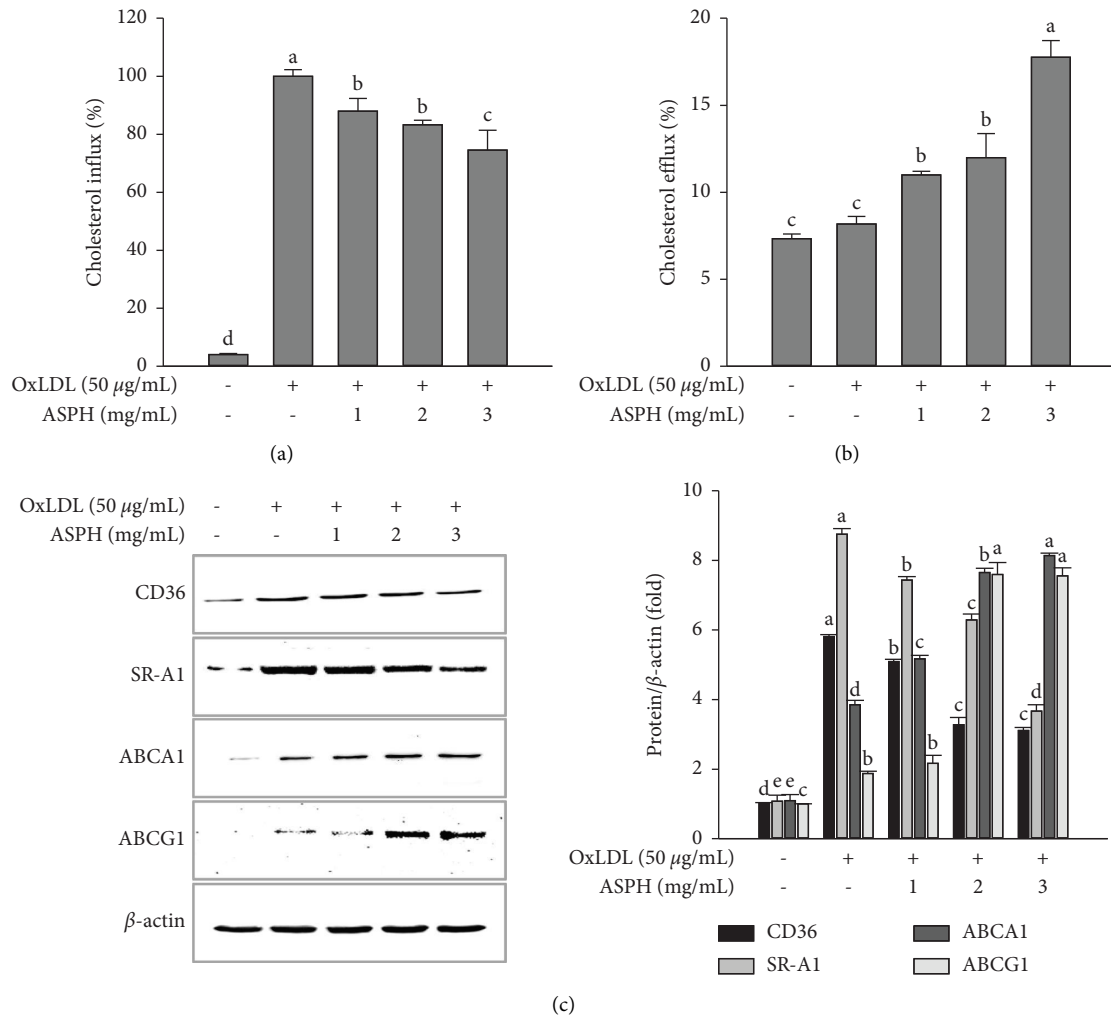 Cholesterol influx (%)
120
100
80
60
40
20
0
d
a
b
b
c
OxLDL (50 μg/mL) - + + + +
ASPH (mg/mL) - - 1 2 3
(a)
Cholesterol efflux (%)
20
15
10
5
0
c
c
b
b
a
OxLDL (50 μg/mL) - + + + +
ASPH (mg/mL) - - 1 2 3
(b)
OxLDL (50 μg/mL) - + + + +
ASPH (mg/mL) - - 1 2 3
CD36
SR-A1
ABCA1
ABCG1
β-actin
Protein/β-actin (fold)
10
8
6
4
2
0
d e e c
a a d b
b b c b
c c b a
c d a a
OxLDL (50 μg/mL) - + + + +
ASPH (mg/mL) - - 1 2 3
CD36 ABCA1
SR-A1 ABCG1
(c)